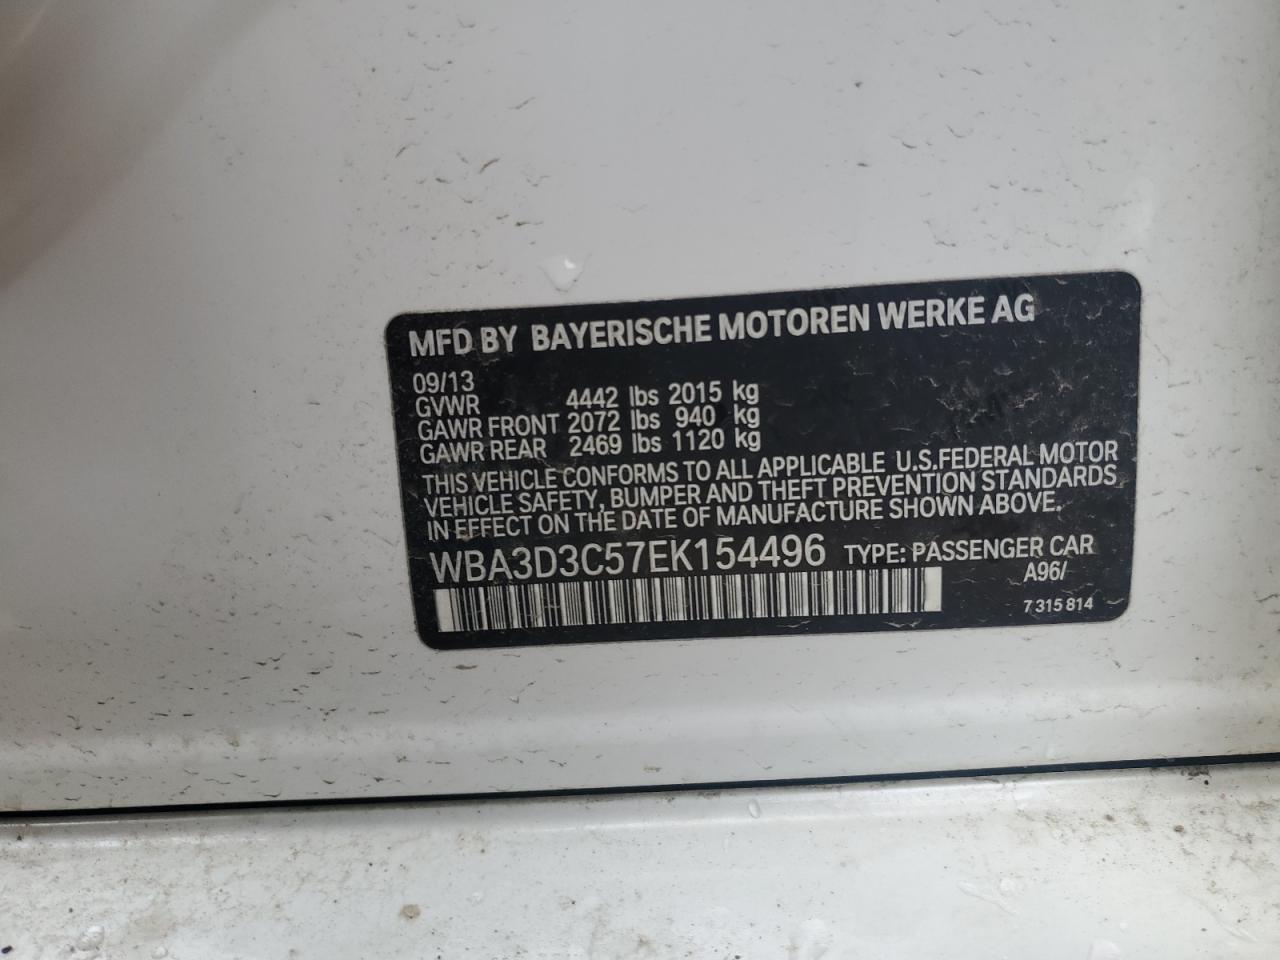 MFD BY BAYERISCHE MOTOREN WERKE AG
09/13
GVWR 4442 lbs 2015 kg
GAWR FRONT 2072 lbs 940 kg
GAWR REAR 2469 lbs 1120 kg
THIS VEHICLE CONFORMS TO ALL APPLICABLE U.S.FEDERAL MOTOR
VEHICLE SAFETY, BUMPER AND THEFT PREVENTION STANDARDS
IN EFFECT ON THE DATE OF MANUFACTURE SHOWN ABOVE.
WBA3D3C57EK154496 TYPE: PASSENGER CAR
A96/
7 315 814